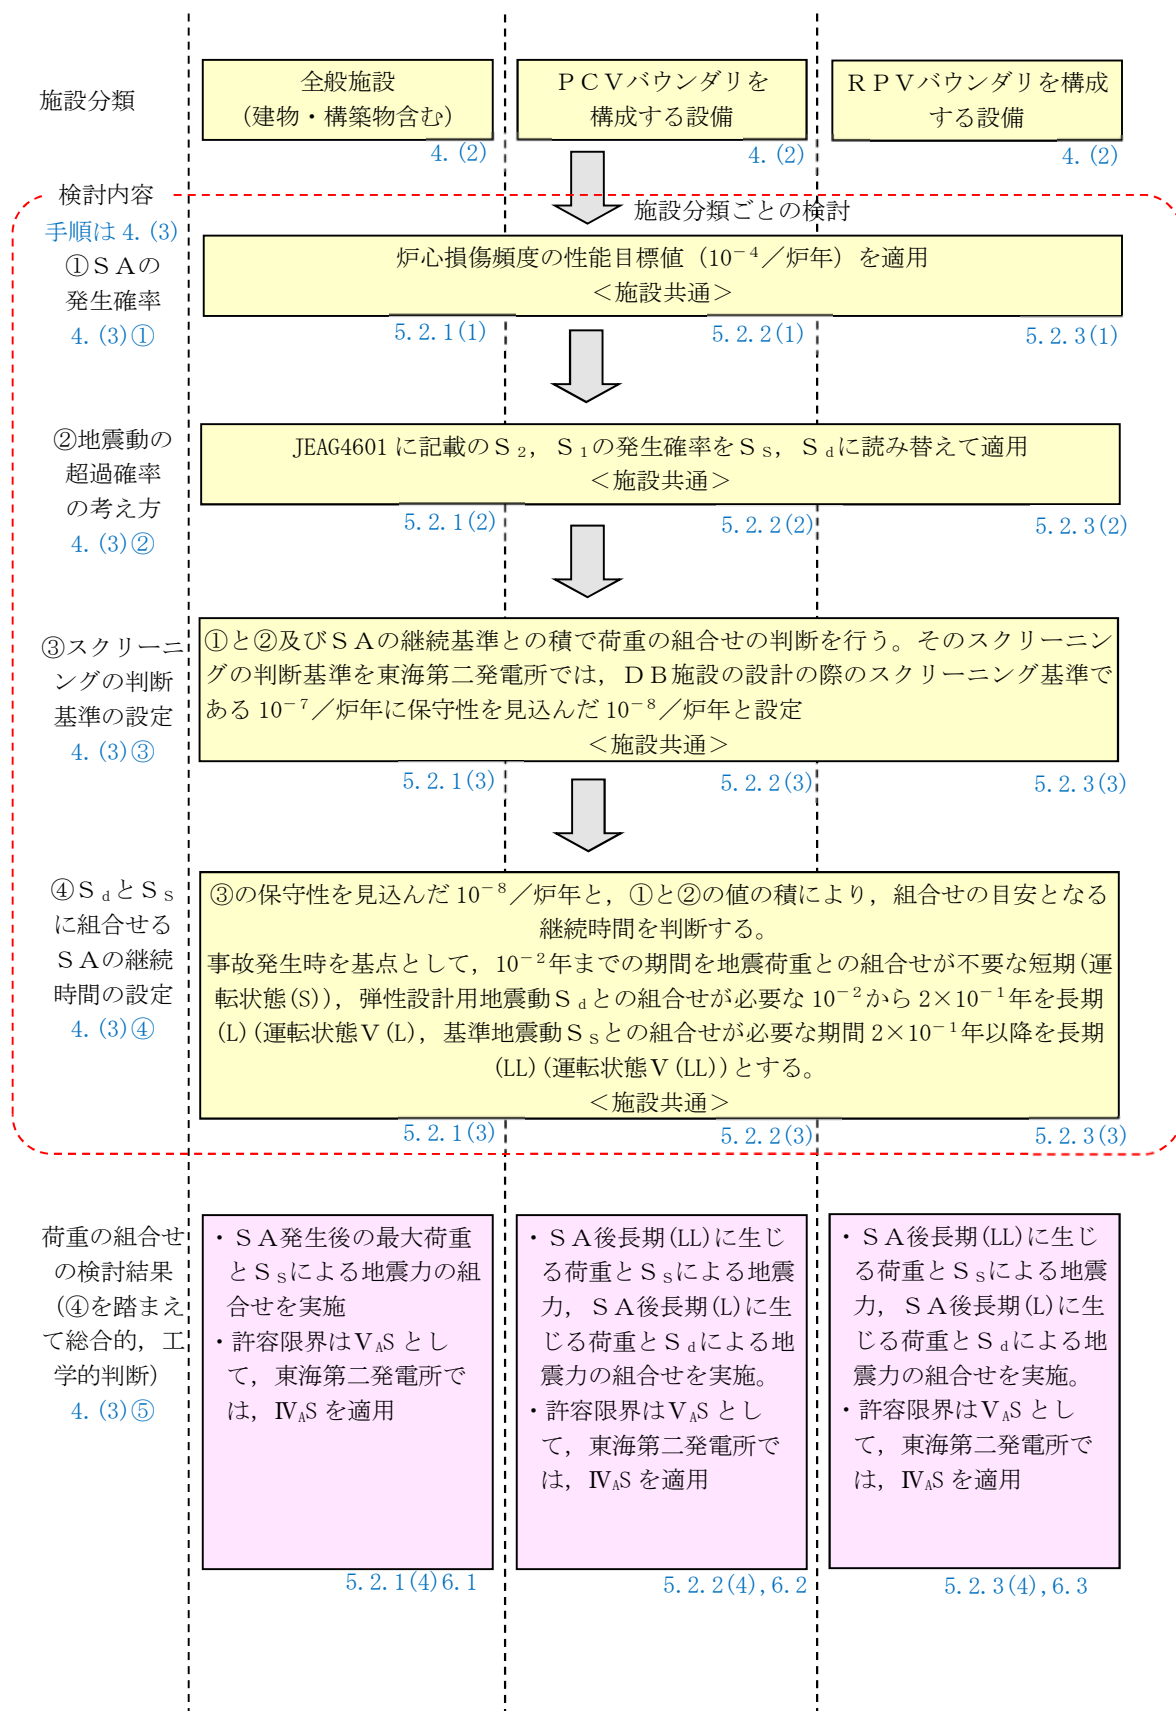 施設分類
全般施設
(建物・構築物含む)
4. (2)
ＰＣＶバウンダリを
構成する設備
4. (2)
ＲＰＶバウンダリを構成
する設備
4. (2)
施設分類ごとの検討
検討内容
手順は 4. (3)
①ＳＡの
発生確率
4. (3)①
炉心損傷頻度の性能目標値（10⁻⁴／炉年）を適用
＜施設共通＞
5.2.1(1)
5.2.2(1)
5.2.3(1)
②地震動の
超過確率
の考え方
4. (3)②
JEAG4601 に記載のＳ₂，Ｓ₁の発生確率をＳｓ，Ｓｄに読み替えて適用
＜施設共通＞
5.2.1(2)
5.2.2(2)
5.2.3(2)
③スクリーニ
ングの判断
基準の設定
4. (3)③
①と②及びＳＡの継続基準との積で荷重の組合せの判断を行う。そのスクリーニン
グの判断基準を東海第二発電所では，ＤＢ施設の設計の際のスクリーニング基準で
ある 10⁻⁷／炉年に保守性を見込んだ 10⁻⁸／炉年と設定
＜施設共通＞
5.2.1(3)
5.2.2(3)
5.2.3(3)
④ＳｄとＳｓ
に組合せる
ＳＡの継続
時間の設定
4. (3)④
③の保守性を見込んだ 10⁻⁸／炉年と，①と②の値の積により，組合せの目安となる
継続時間を判断する。
事故発生時を基点として，10⁻²年までの期間を地震荷重との組合せが不要な短期(運
転状態(S))，弾性設計用地震動Ｓｄとの組合せが必要な 10⁻²から 2×10⁻¹年を長期
(L)(運転状態Ⅴ(L)，基準地震動Ｓｓとの組合せが必要な期間 2×10⁻¹年以降を長期
(LL)(運転状態Ⅴ(LL))とする。
＜施設共通＞
5.2.1(3)
5.2.2(3)
5.2.3(3)
荷重の組合せ
の検討結果
（④を踏まえ
て総合的，工
学的判断）
4. (3)⑤
・ＳＡ発生後の最大荷重
とＳｓによる地震力の組
合せを実施
・許容限界はⅤAS とし
て，東海第二発電所で
は，ⅣAS を適用
5.2.1(4)6.1
・ＳＡ後長期(LL)に生じ
る荷重とＳｓによる地震
力，ＳＡ後長期(L)に生
じる荷重とＳｄによる地
震力の組合せを実施。
・許容限界はⅤAS とし
て，東海第二発電所で
は，ⅣAS を適用
5.2.2(4),6.2
・ＳＡ後長期(LL)に生じ
る荷重とＳｓによる地震
力，ＳＡ後長期(L)に生
じる荷重とＳｄによる地
震力の組合せを実施。
・許容限界はⅤAS とし
て，東海第二発電所で
は，ⅣAS を適用
5.2.3(4),6.3